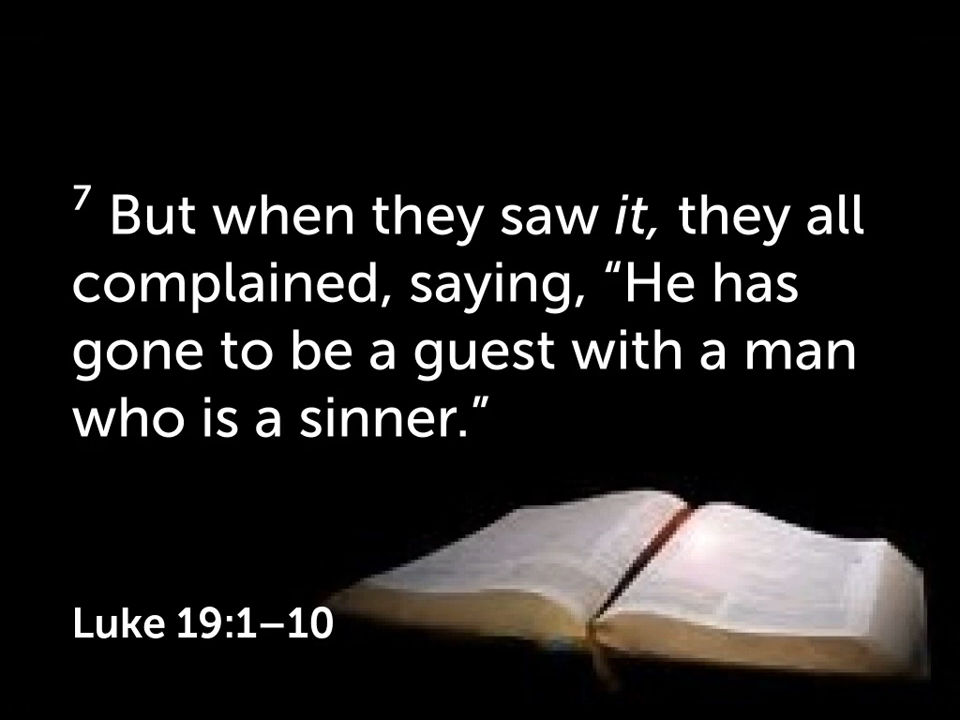 ⁷ But when they saw it, they all
complained, saying, “He has
gone to be a guest with a man
who is a sinner.”
Luke 19:1–10